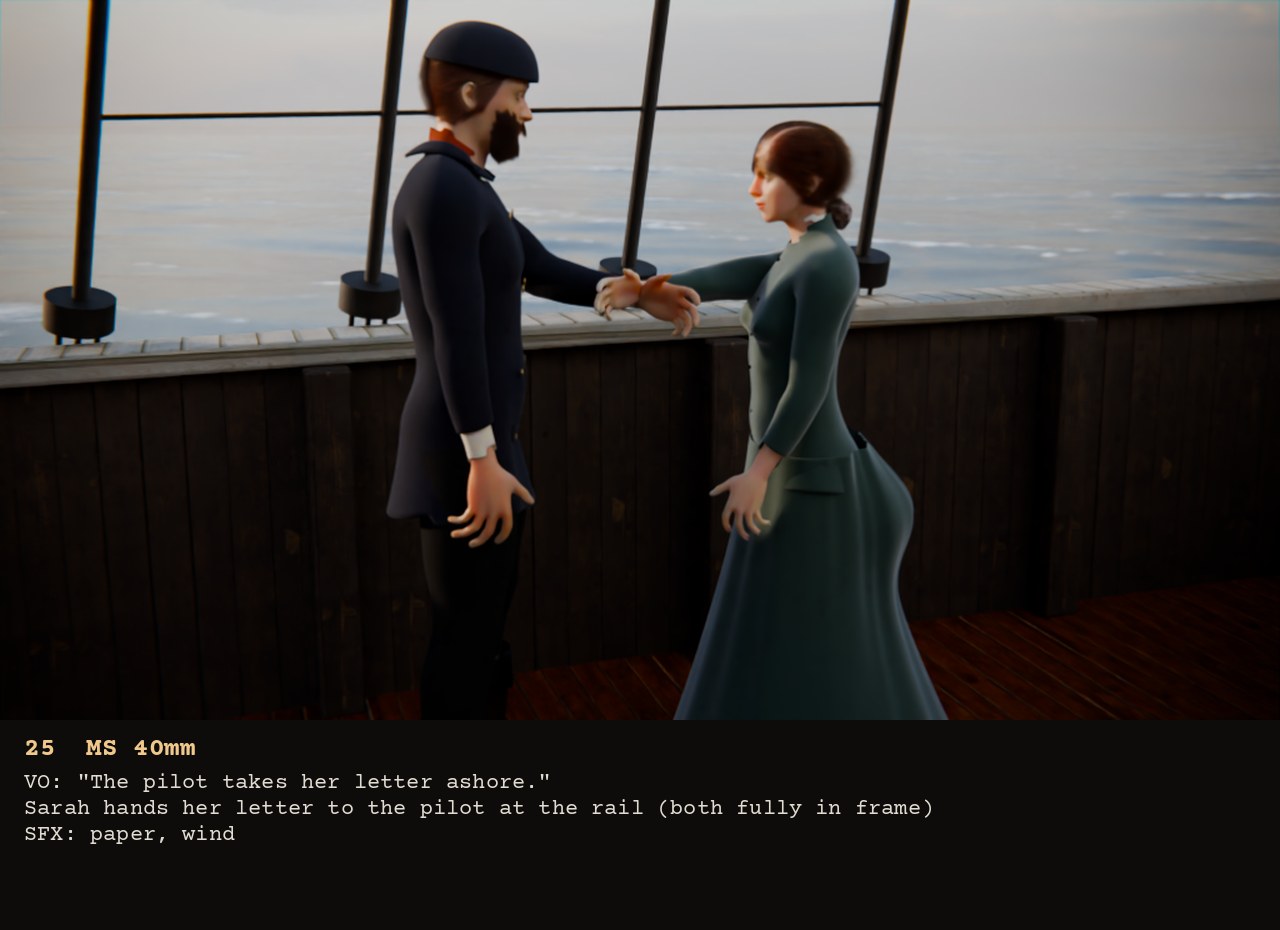 25  MS 40mm
VO: "The pilot takes her letter ashore."
Sarah hands her letter to the pilot at the rail (both fully in frame)
SFX: paper, wind